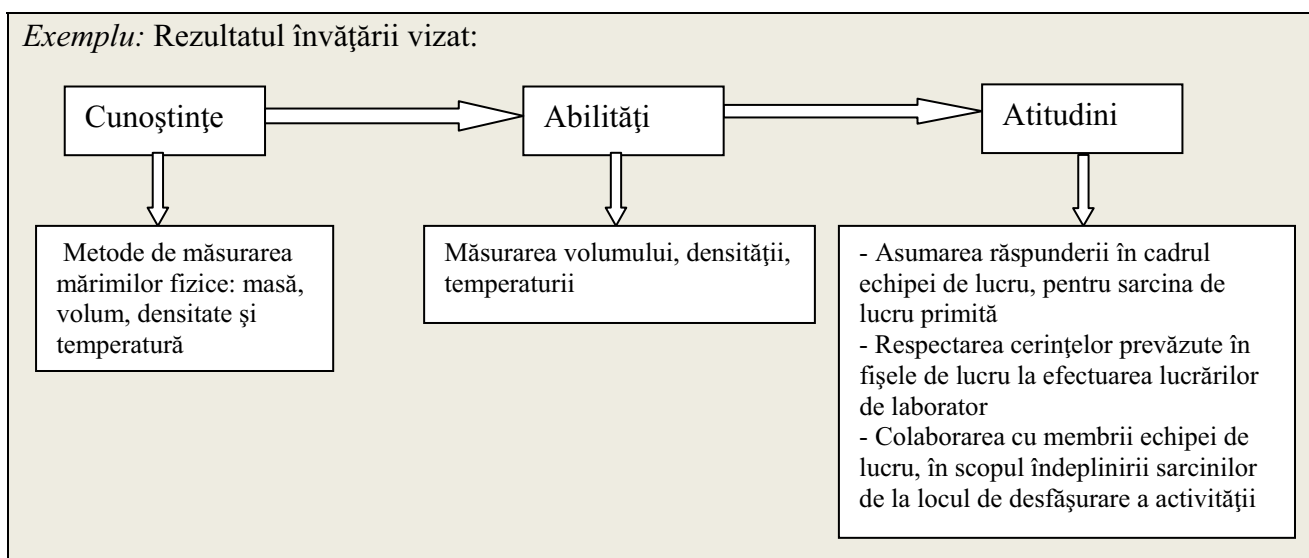 Exemplu: Rezultatul învăţării vizat:
Cunoştinţe
Abilităţi
Atitudini
Metode de măsurarea
mărimilor fizice: masă,
volum, densitate şi
temperatură
Măsurarea volumului, densităţii,
temperaturii
- Asumarea răspunderii în cadrul
echipei de lucru, pentru sarcina de
lucru primită
- Respectarea cerinţelor prevăzute în
fişele de lucru la efectuarea lucrărilor
de laborator
- Colaborarea cu membrii echipei de
lucru, în scopul îndeplinirii sarcinilor
de la locul de desfăşurare a activităţii